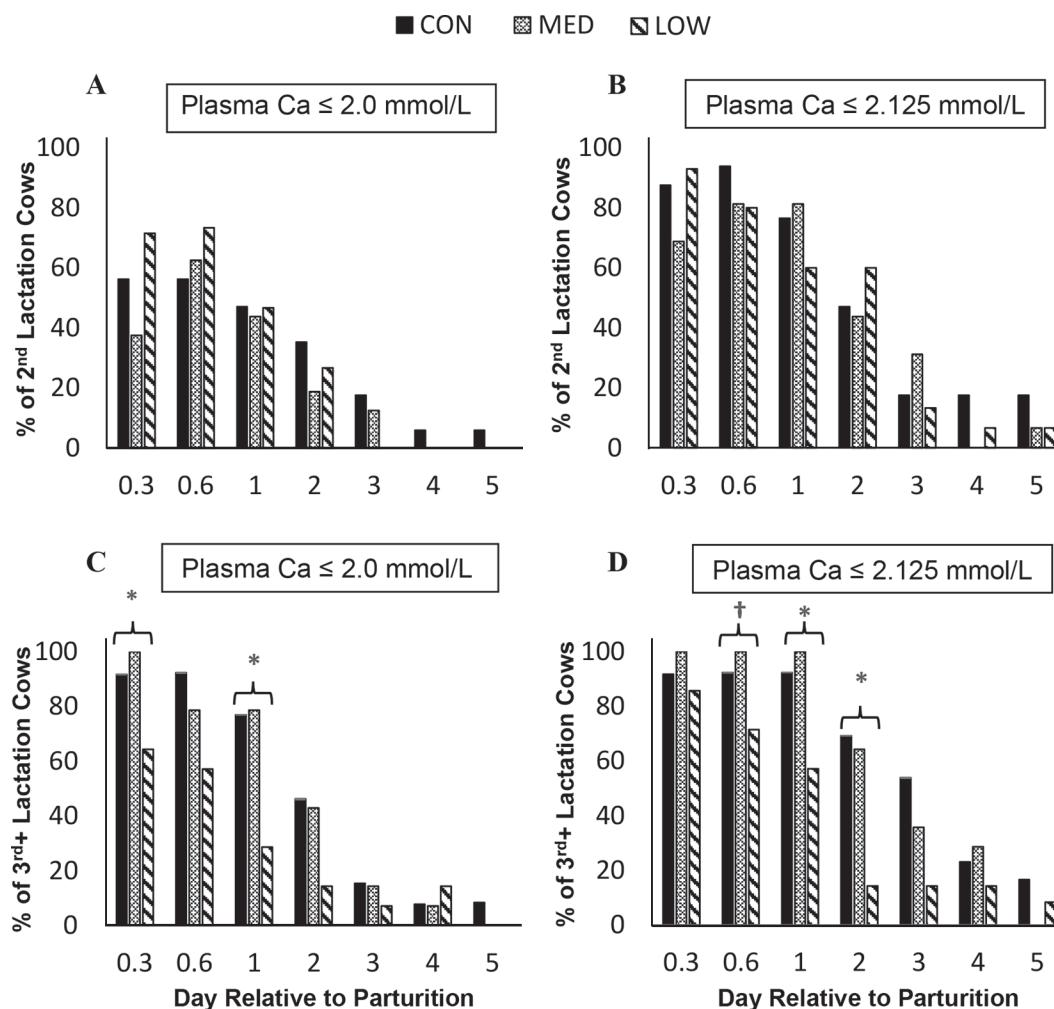 CON MED LOW
A
Plasma Ca ≤ 2.0 mmol/L
% of 2nd Lactation Cows
100
80
60
40
20
0
0.3 0.6 1 2 3 4 5
B
Plasma Ca ≤ 2.125 mmol/L
% of 2nd Lactation Cows
100
80
60
40
20
0
0.3 0.6 1 2 3 4 5
C
Plasma Ca ≤ 2.0 mmol/L
*
*
% of 3rd+ Lactation Cows
100
80
60
40
20
0
0.3 0.6 1 2 3 4 5
Day Relative to Parturition
D
Plasma Ca ≤ 2.125 mmol/L
† *
*
% of 3rd+ Lactation Cows
100
80
60
40
20
0
0.3 0.6 1 2 3 4 5
Day Relative to Parturition